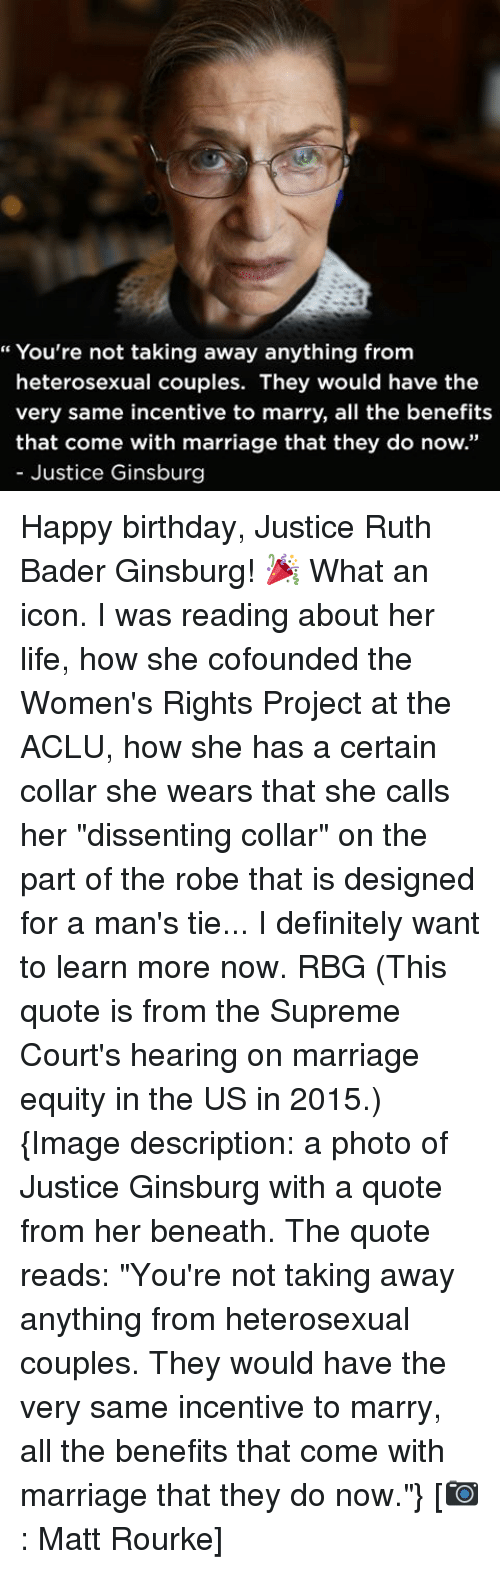 “ You're not taking away anything from
heterosexual couples. They would have the
very same incentive to marry, all the benefits
that come with marriage that they do now.”
- Justice Ginsburg
Happy birthday, Justice Ruth
Bader Ginsburg! 🎉 What an
icon. I was reading about her
life, how she cofounded the
Women's Rights Project at the
ACLU, how she has a certain
collar she wears that she calls
her "dissenting collar" on the
part of the robe that is designed
for a man's tie... I definitely want
to learn more now. RBG (This
quote is from the Supreme
Court's hearing on marriage
equity in the US in 2015.)
{Image description: a photo of
Justice Ginsburg with a quote
from her beneath. The quote
reads: "You're not taking away
anything from heterosexual
couples. They would have the
very same incentive to marry,
all the benefits that come with
marriage that they do now."} [📷
: Matt Rourke]